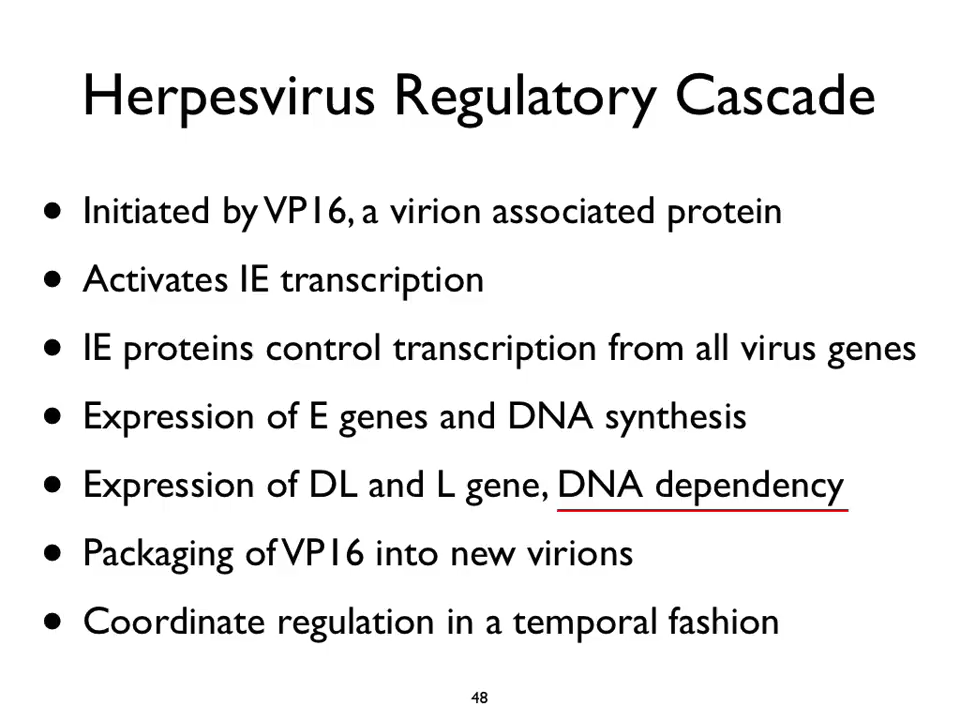 Herpesvirus Regulatory Cascade
• Initiated by VP16, a virion associated protein
• Activates IE transcription
• IE proteins control transcription from all virus genes
• Expression of E genes and DNA synthesis
• Expression of DL and L gene, DNA dependency
• Packaging of VP16 into new virions
• Coordinate regulation in a temporal fashion
48